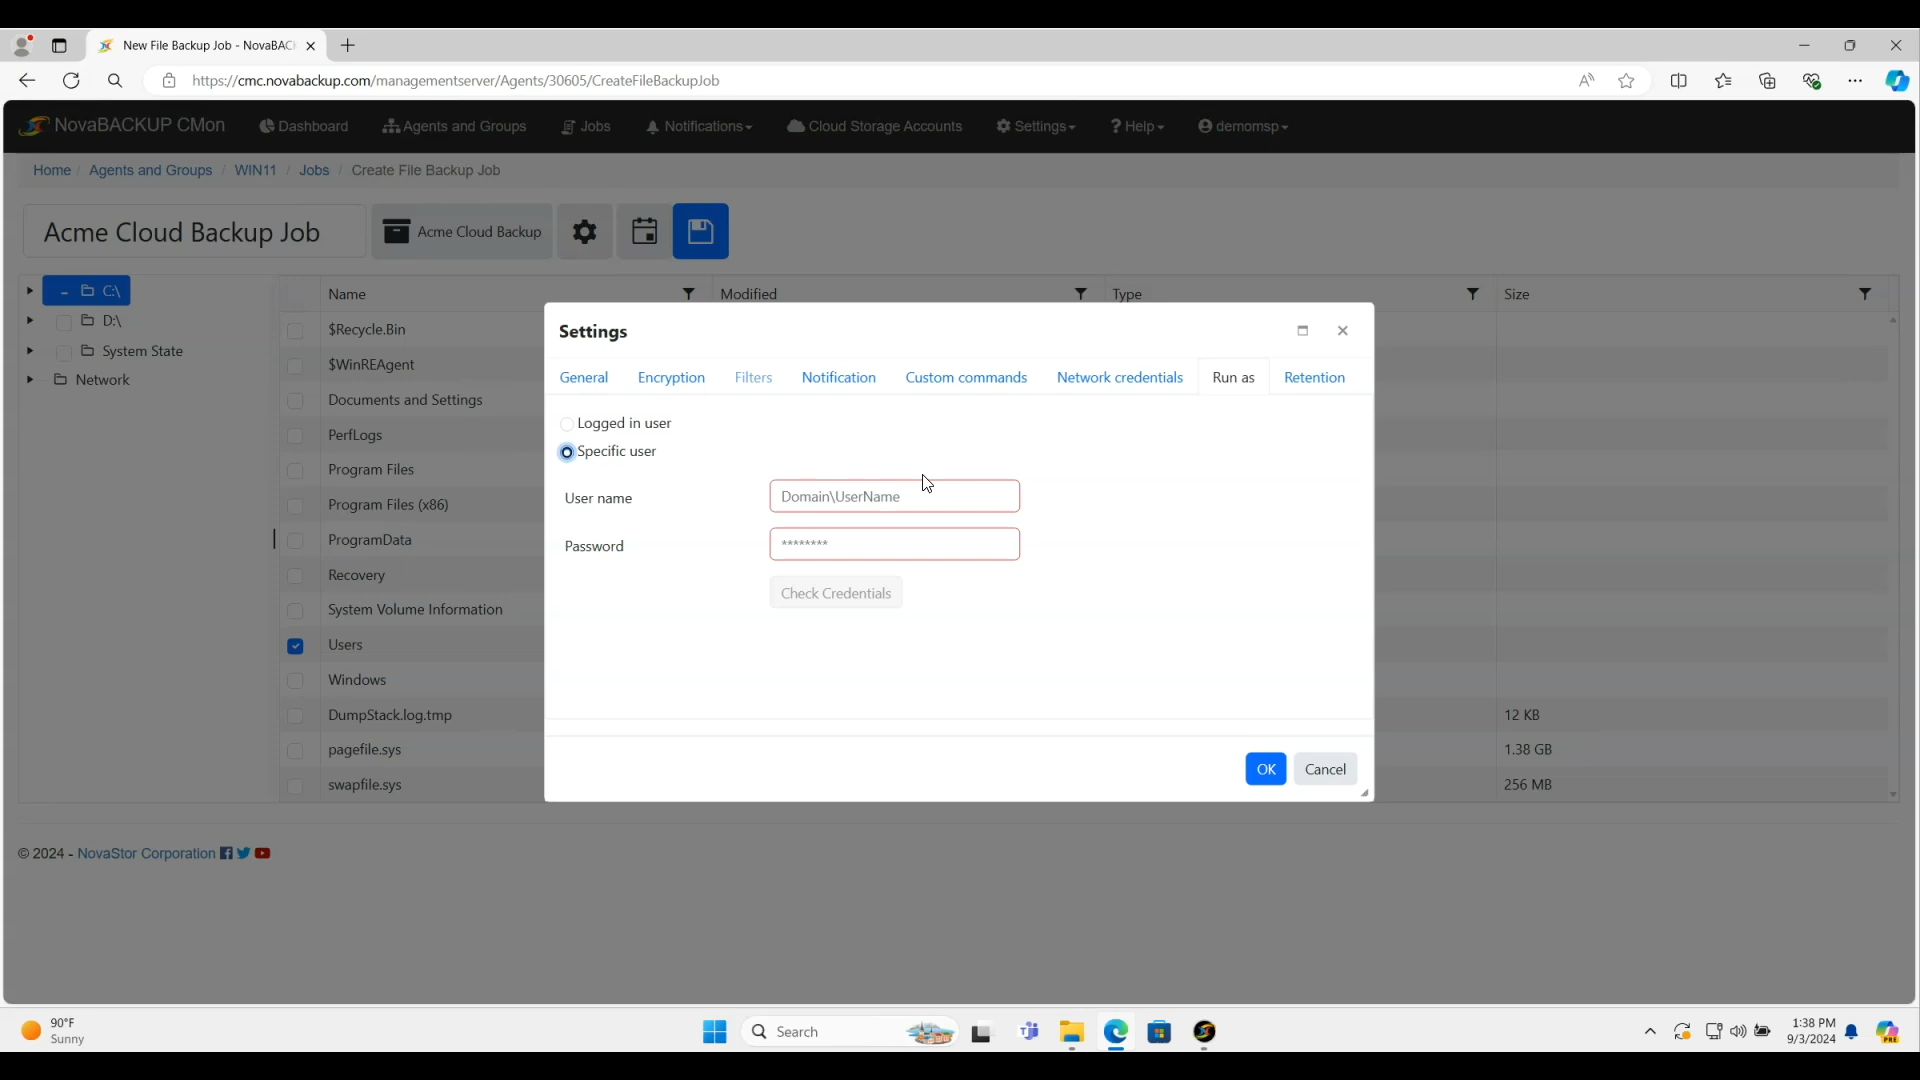 New File Backup Job - NovaBAC
https://cmc.novabackup.com/managementserver/Agents/30605/CreateFileBackupJob
NovaBACKUP CMon Dashboard Agents and Groups Jobs Notifications Cloud Storage Accounts Settings Help demomsp
Home / Agents and Groups / WIN11 / Jobs / Create File Backup Job
Acme Cloud Backup Job Acme Cloud Backup
C:\
D:\
System State
Network
Name Modified Type Size
$Recycle.Bin
$WinREAgent
Documents and Settings
PerfLogs
Program Files
Program Files (x86)
ProgramData
Recovery
System Volume Information
Users
Windows
DumpStack.log.tmp 12 KB
pagefile.sys 1.38 GB
swapfile.sys 256 MB
Settings
General Encryption Filters Notification Custom commands Network credentials Run as Retention
Logged in user
Specific user
User name Domain\UserName
Password ********
Check Credentials
OK Cancel
© 2024 - NovaStor Corporation
90°F
Sunny
Search
1:38 PM
9/3/2024
PRE